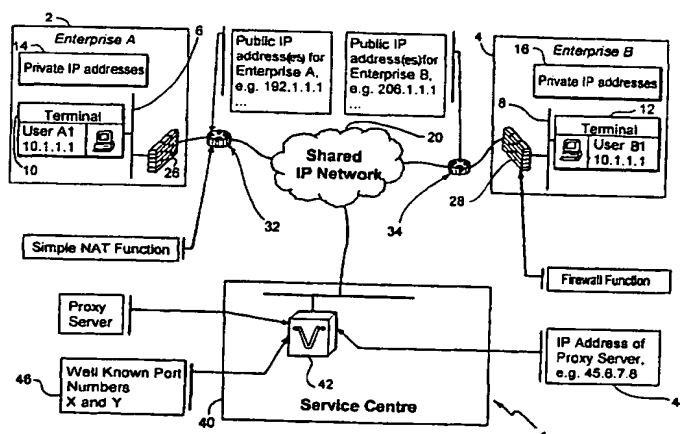 2
14
Enterprise A
Private IP addresses
6
Terminal
User A1
10.1.1.1
10
26
Public IP
address(es) for
Enterprise A,
e.g. 192.1.1.1
...
Public IP
address(es)for
Enterprise B,
e.g. 206.1.1.1
...
20
Shared
IP Network
32
34
4
16
Enterprise B
Private IP addresses
8
12
Terminal
User B1
10.1.1.1
28
Simple NAT Function
Firewall Function
Proxy
Server
46
Well Known Port
Numbers
X and Y
42
40
Service Centre
IP Address of
Proxy Server,
e.g. 45.6.7.8